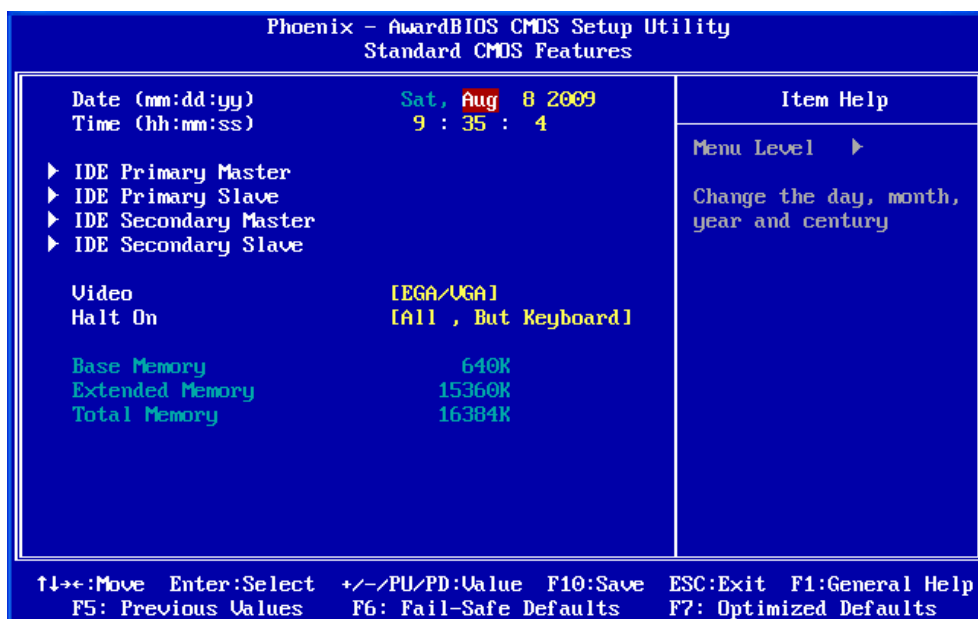 Phoenix - AwardBIOS CMOS Setup Utility
Standard CMOS Features
Date (mm:dd:yy) Sat, Aug 8 2009
Time (hh:mm:ss) 9 : 35 : 4
▶ IDE Primary Master
▶ IDE Primary Slave
▶ IDE Secondary Master
▶ IDE Secondary Slave
Video [EGA/VGA]
Halt On [All , But Keyboard]
Base Memory 640K
Extended Memory 15360K
Total Memory 16384K
Item Help
Menu Level ▶
Change the day, month,
year and century
↑↓→←:Move Enter:Select +/-/PU/PD:Value F10:Save ESC:Exit F1:General Help
F5: Previous Values F6: Fail-Safe Defaults F7: Optimized Defaults